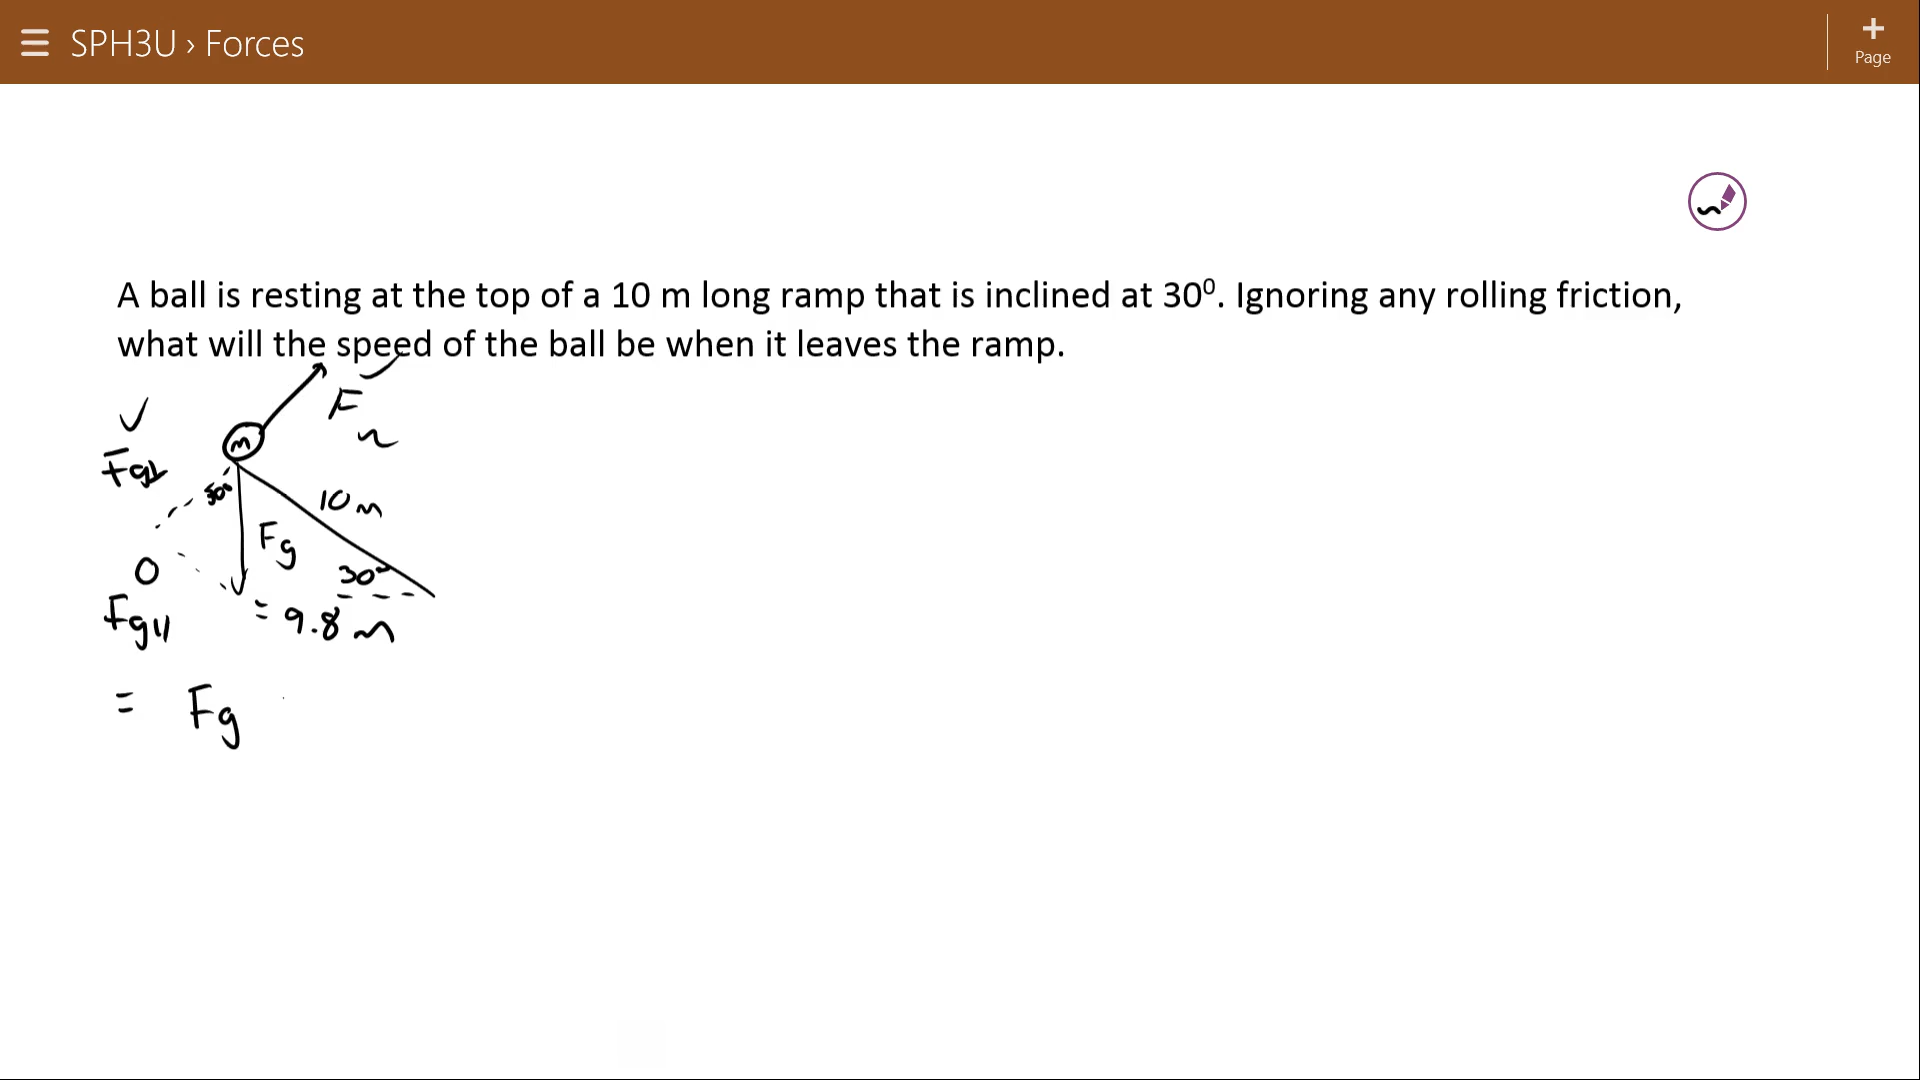 SPH3U › Forces
+
Page
A ball is resting at the top of a 10 m long ramp that is inclined at 30⁰. Ignoring any rolling friction,
what will the speed of the ball be when it leaves the ramp.
√
Fg⊥
m
Fn
30°
10 m
Fg
30°
= 9.8 m
0
Fg∥
= Fg